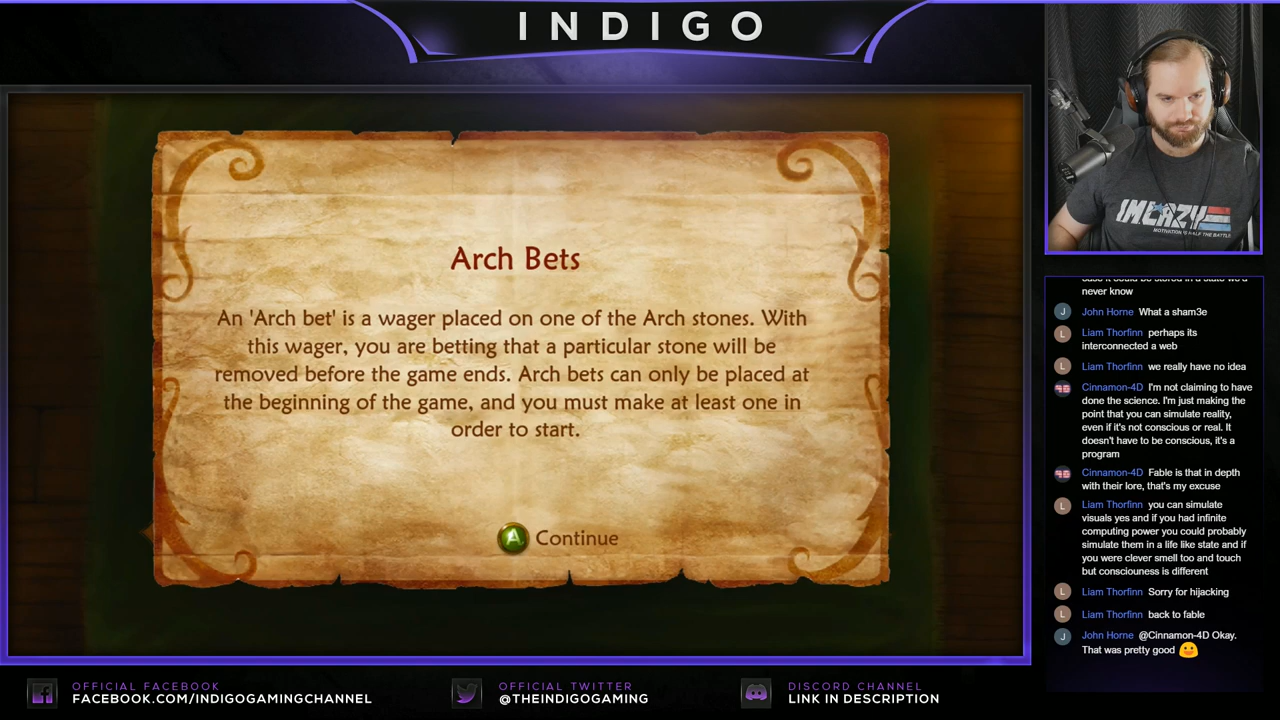 INDIGO
Arch Bets
An 'Arch bet' is a wager placed on one of the Arch stones. With
this wager, you are betting that a particular stone will be
removed before the game ends. Arch bets can only be placed at
the beginning of the game, and you must make at least one in
order to start.
A Continue
IMLAZY
MOTIVATION IS HALF THE BATTLE
never know
J John Horne What a sham3e
L Liam Thorfinn perhaps its
interconnected a web
L Liam Thorfinn we really have no idea
Cinnamon-4D I'm not claiming to have
done the science. I'm just making the
point that you can simulate reality,
even if it's not conscious or real. It
doesn't have to be conscious, it's a
program
Cinnamon-4D Fable is that in depth
with their lore, that's my excuse
L Liam Thorfinn you can simulate
visuals yes and if you had infinite
computing power you could probably
simulate them in a life like state and if
you were clever smell too and touch
but consciouness is different
L Liam Thorfinn Sorry for hijacking
L Liam Thorfinn back to fable
J John Horne @Cinnamon-4D Okay.
That was pretty good
OFFICIAL FACEBOOK
FACEBOOK.COM/INDIGOGAMINGCHANNEL
OFFICIAL TWITTER
@THEINDIGOGAMING
DISCORD CHANNEL
LINK IN DESCRIPTION